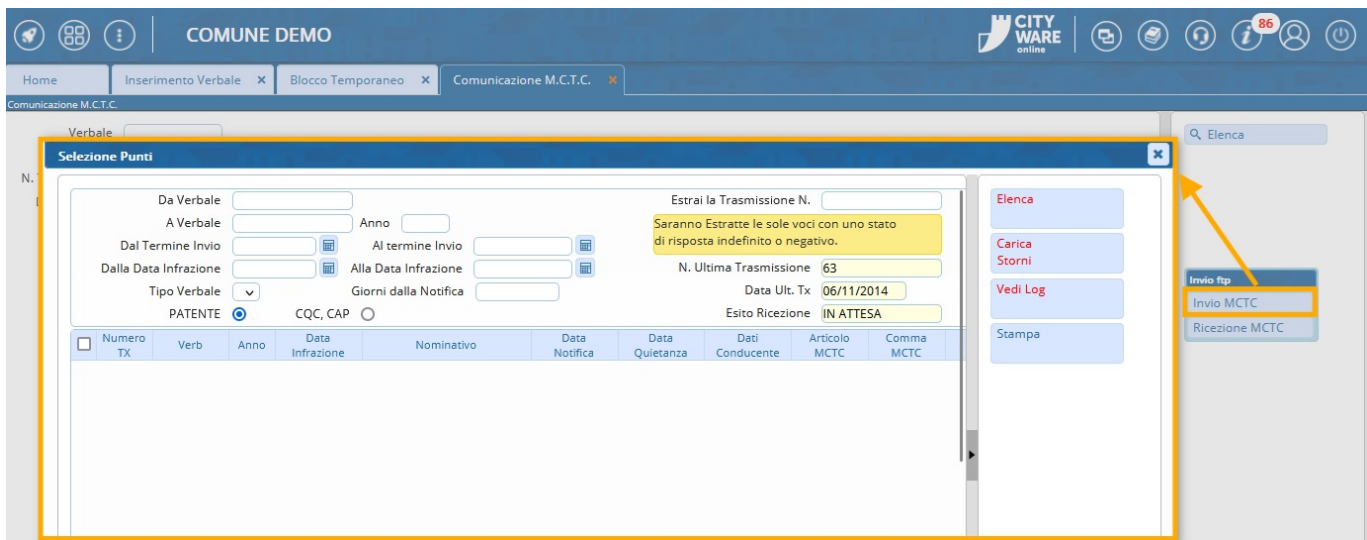 COMUNE DEMO
CITY
WARE
online
86
Home
Inserimento Verbale
Blocco Temporaneo
Comunicazione M.C.T.C.
Comunicazione M.C.T.C.
Verbale
Elenca
Selezione Punti
N.
Da Verbale
Estrai la Trasmissione N.
A Verbale Anno
Saranno Estratte le sole voci con uno stato
di risposta indefinito o negativo.
Dal Termine Invio Al termine Invio
Dalla Data Infrazione Alla Data Infrazione
N. Ultima Trasmissione 63
Tipo Verbale Giorni dalla Notifica
Data Ult. Tx 06/11/2014
PATENTE CQC, CAP
Esito Ricezione IN ATTESA
Numero
TX
Verb
Anno
Data
Infrazione
Nominativo
Data
Notifica
Data
Quietanza
Dati
Conducente
Articolo
MCTC
Comma
MCTC
Elenca
Carica
Storni
Vedi Log
Stampa
Invio ftp
Invio MCTC
Ricezione MCTC